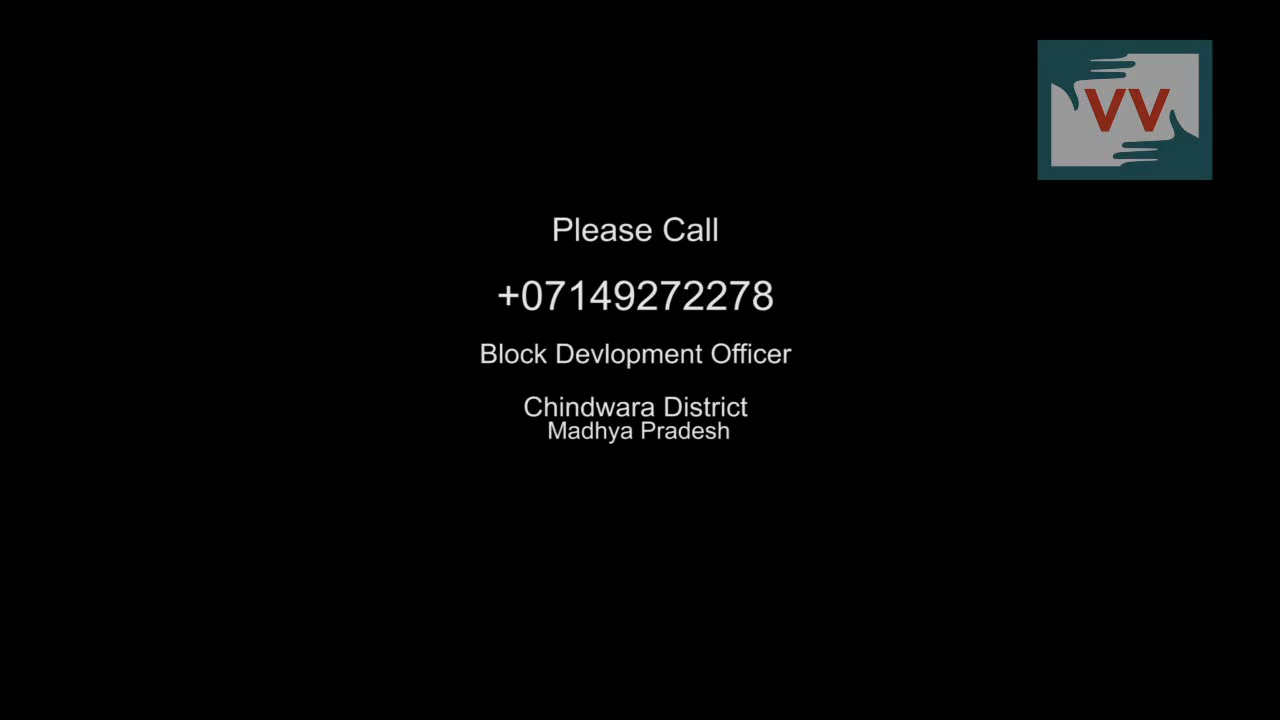 VV
Please Call
+07149272278
Block Devlopment Officer
Chindwara District
Madhya Pradesh